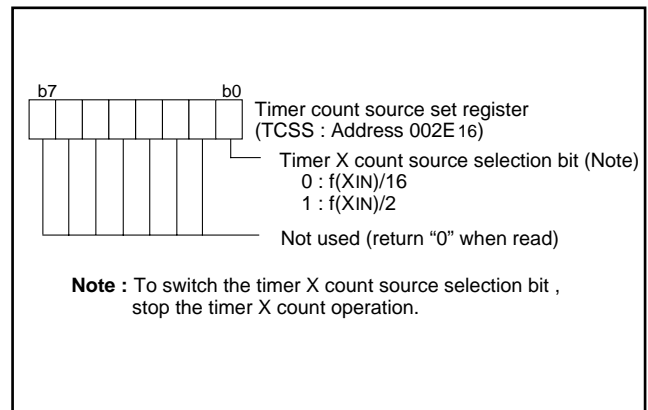 b7 b0
Timer count source set register
(TCSS : Address 002E16)
Timer X count source selection bit (Note)
0 : f(XIN)/16
1 : f(XIN)/2
Not used (return “0” when read)
Note : To switch the timer X count source selection bit ,
stop the timer X count operation.